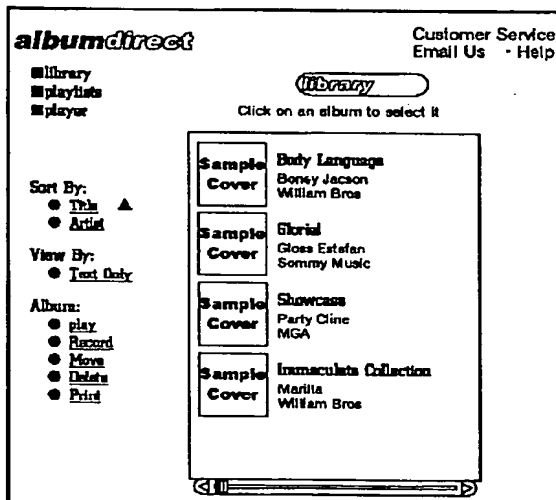 albumdirect
Customer Service
Email Us · Help
library
playlists
player
library
Click on an album to select it
Sort By:
Title
Artist
View By:
Text Only
Album:
play
Record
Move
Delete
Print
Sample Cover
Body Language
Boney Jacson
William Bros
Sample Cover
Gloria!
Gloss Estefan
Sommy Music
Sample Cover
Showcase
Party Cline
MGA
Sample Cover
Immaculate Collection
Marilla
William Bros